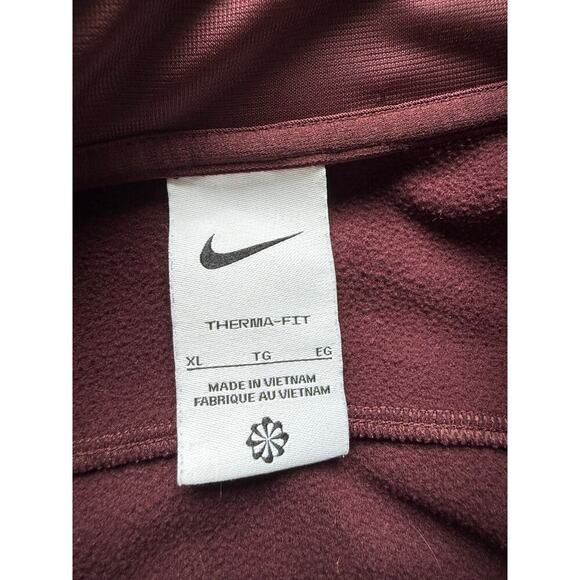 THERMA-FIT
XL TG EG
MADE IN VIETNAM
FABRIQUE AU VIETNAM